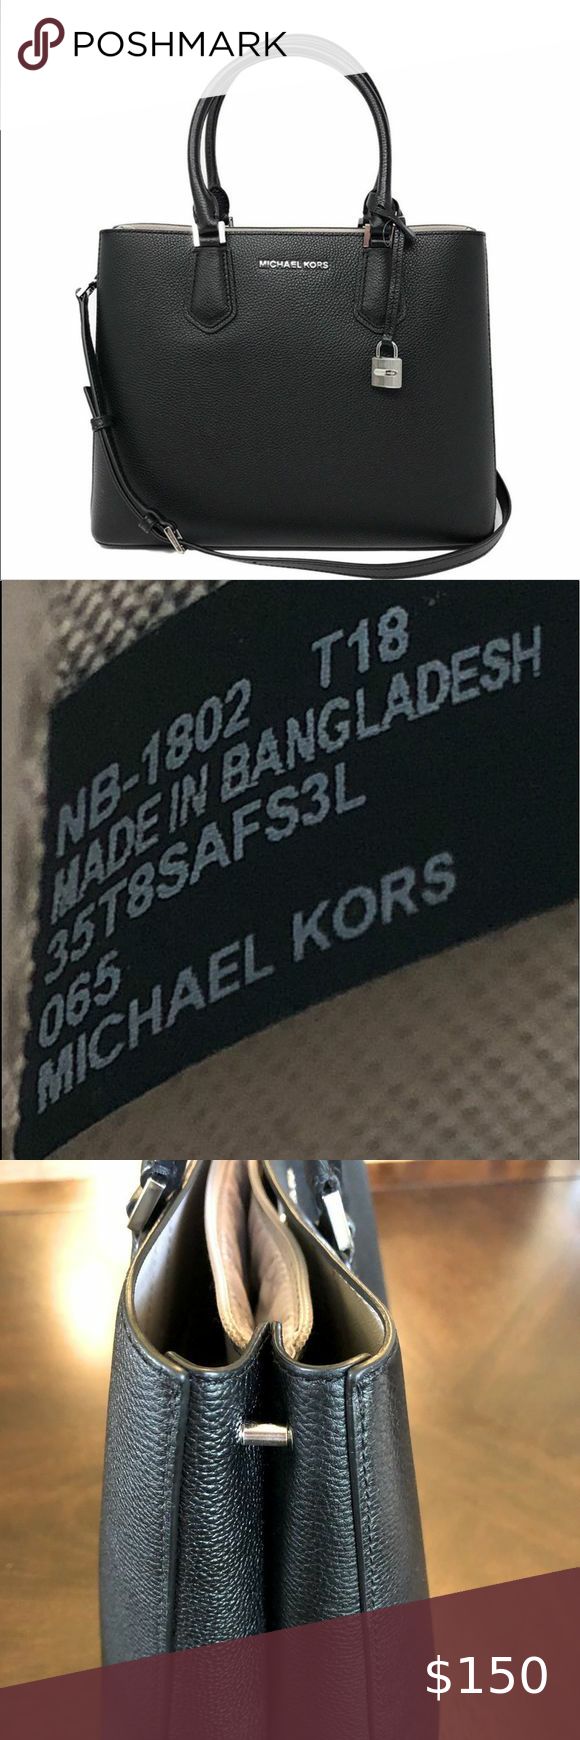 POSHMARK
MICHAEL KORS
NB-1802 T18
MADE IN BANGLADESH
35T8SAFS3L
065
MICHAEL KORS
$150